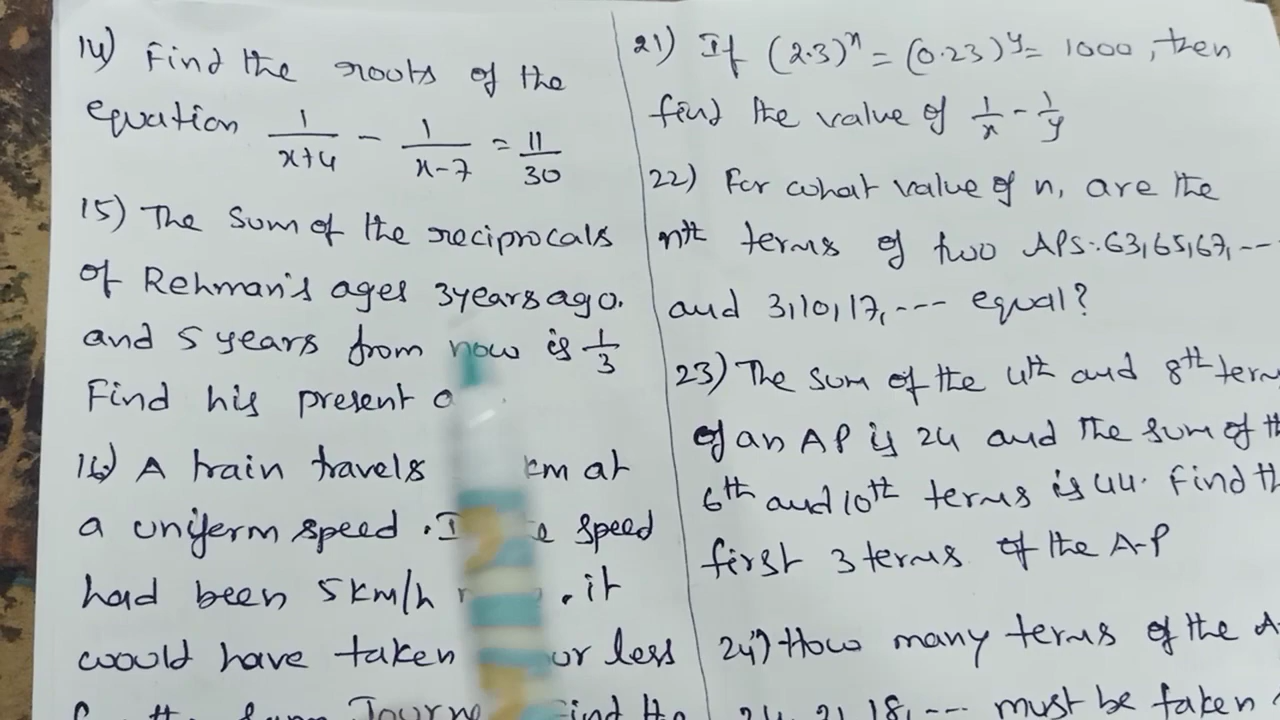 14) Find the roots of the
equation 1/(x+4) - 1/(x-7) = 11/30
15) The sum of the reciprocals
of Rehman's ages 3years ago.
and 5 years from now is 1/3
Find his present
16) A train travels km at
a uniferm speed. speed
had been 5km/h it
would have taken less
21) If (2.3)^x = (0.23)^y = 1000, then
find the value of 1/x - 1/y
22) For what value of n, are the
nth terms of two APS. 63,65,67,---
and 3,10,17,--- equal?
23) The sum of the 4th and 8th term
of an AP is 24 and the sum of
6th and 10th terms is 44. Find
first 3 terms of the A-P
24) How many terms of the
24, 21, 18, --- must be taken